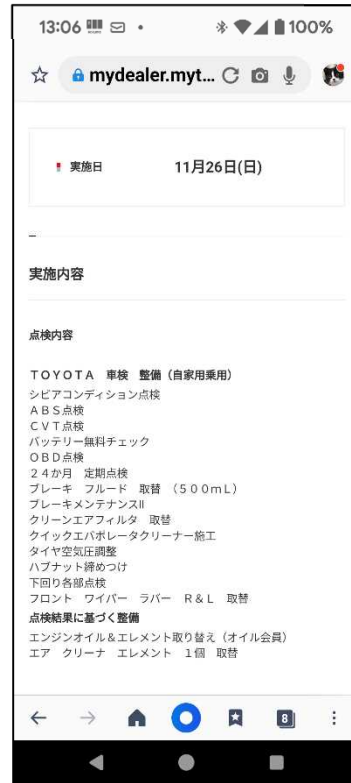 13:06
100%
mydealer.myt...
実施日 11月26日(日)
実施内容
点検内容
TOYOTA 車検 整備（自家用乗用）
シビアコンディション点検
ABS点検
CVT点検
バッテリー無料チェック
OBD点検
24か月 定期点検
ブレーキ フルード 取替 （500mL）
ブレーキメンテナンスⅡ
クリーンエアフィルタ 取替
クイックエバポレータクリーナー施工
タイヤ空気圧調整
ハブナット締めつけ
下回り各部点検
フロント ワイパー ラバー R&L 取替
点検結果に基づく整備
エンジンオイル＆エレメント取り替え（オイル会員）
エア クリーナ エレメント 1個 取替
8